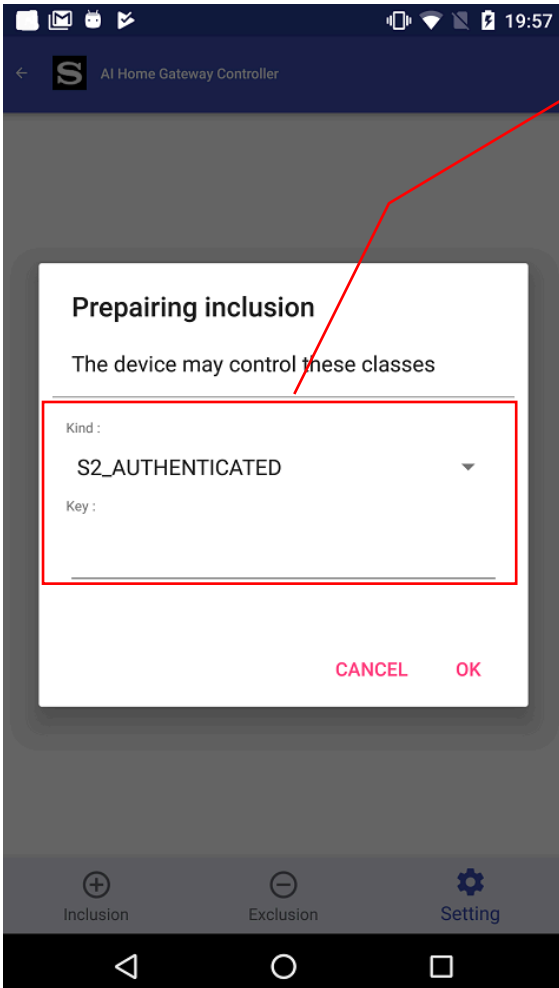 19:57
S AI Home Gateway Controller
Prepairing inclusion
The device may control these classes
Kind :
S2_AUTHENTICATED
Key :
CANCEL OK
Inclusion Exclusion Setting